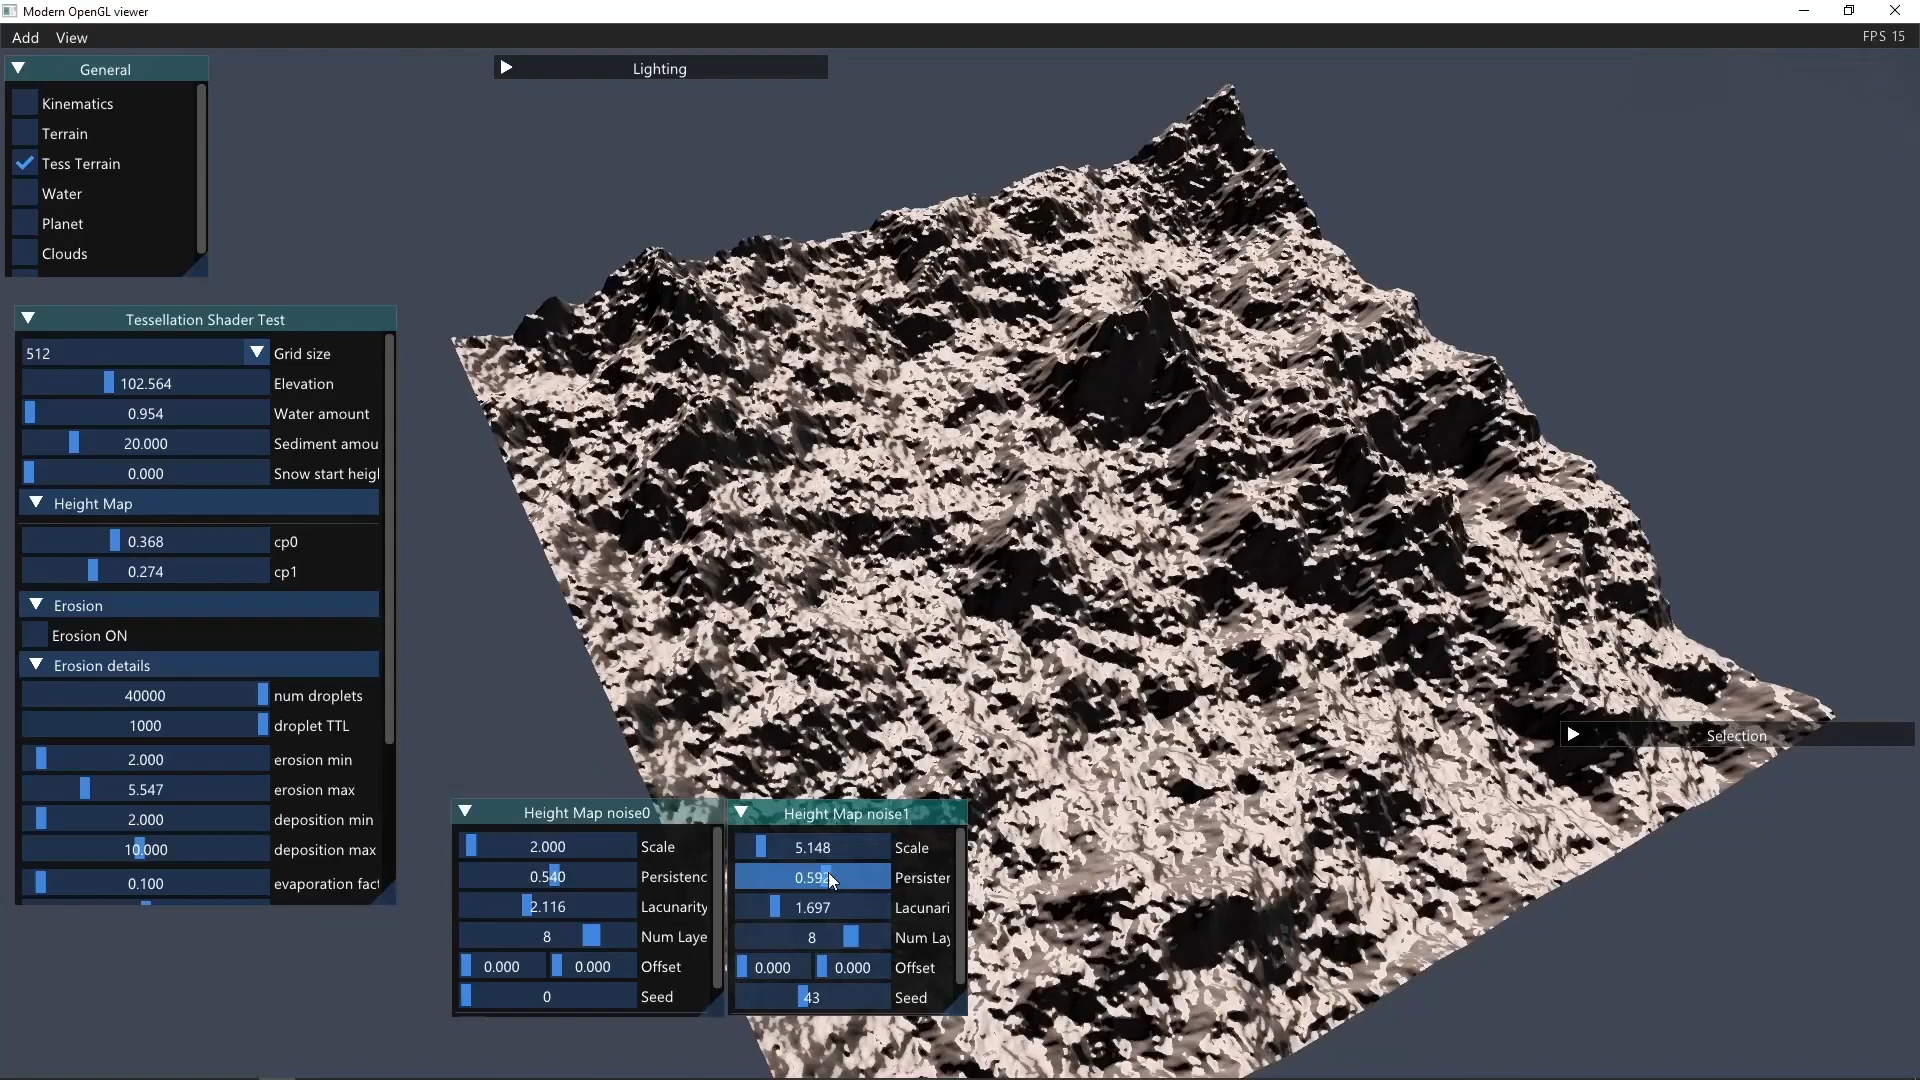 Modern OpenGL viewer
Add View
FPS 15
General
Kinematics
Terrain
Tess Terrain
Water
Planet
Clouds
Lighting
Tessellation Shader Test
512 Grid size
102.564 Elevation
0.954 Water amount
20.000 Sediment amou
0.000 Snow start heigl
Height Map
0.368 cp0
0.274 cp1
Erosion
Erosion ON
Erosion details
40000 num droplets
1000 droplet TTL
2.000 erosion min
5.547 erosion max
2.000 deposition min
10.000 deposition max
0.100 evaporation fact
Selection
Height Map noise0
2.000 Scale
0.540 Persistenc
2.116 Lacunarity
8 Num Laye
0.000 0.000 Offset
0 Seed
Height Map noise1
5.148 Scale
0.592 Persister
1.697 Lacunari
8 Num Lay
0.000 0.000 Offset
43 Seed